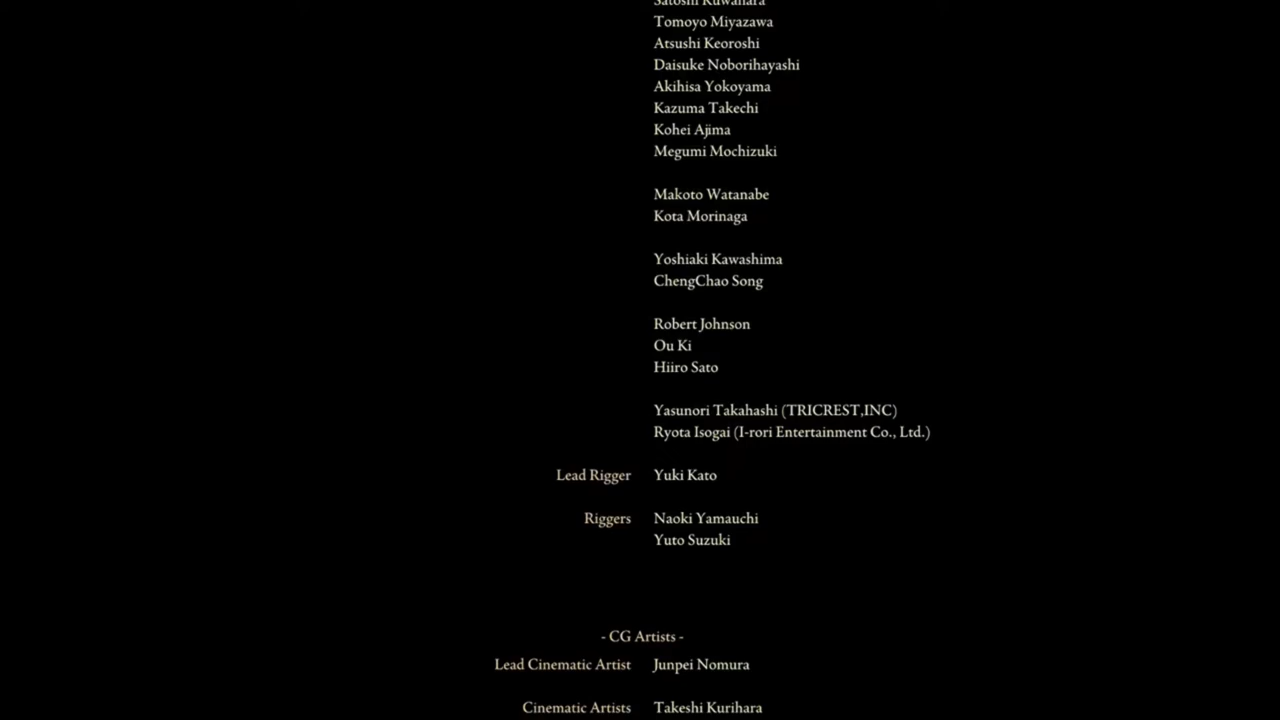 Satoshi Kuwahara
Tomoyo Miyazawa
Atsushi Keoroshi
Daisuke Noborihayashi
Akihisa Yokoyama
Kazuma Takechi
Kohei Ajima
Megumi Mochizuki
Makoto Watanabe
Kota Morinaga
Yoshiaki Kawashima
ChengChao Song
Robert Johnson
Ou Ki
Hiiro Sato
Yasunori Takahashi (TRICREST,INC)
Ryota Isogai (I-rori Entertainment Co., Ltd.)
Lead Rigger Yuki Kato
Riggers Naoki Yamauchi
Yuto Suzuki
- CG Artists -
Lead Cinematic Artist Junpei Nomura
Cinematic Artists Takeshi Kurihara